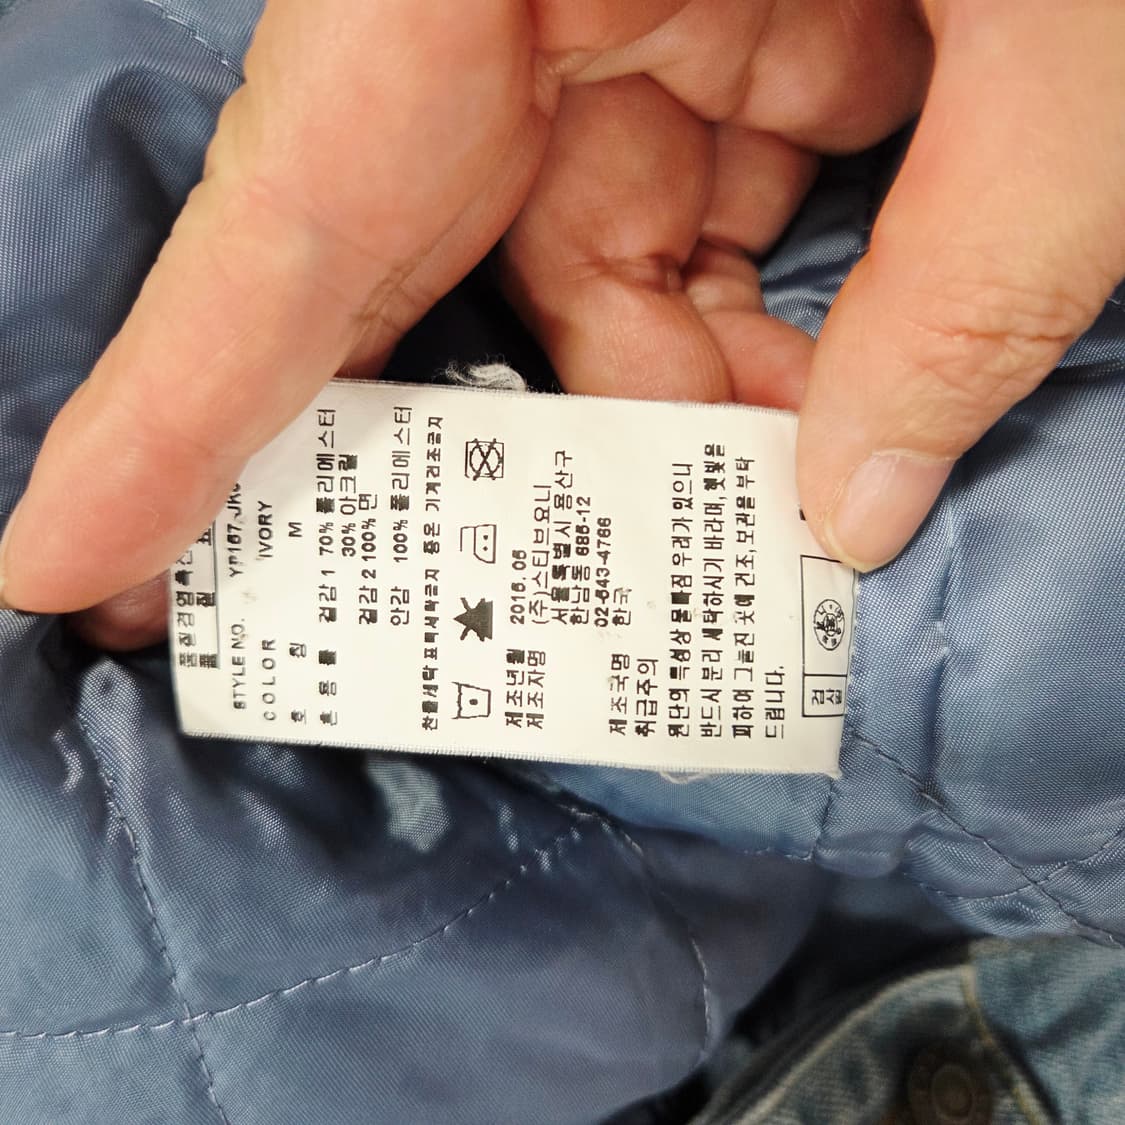 STYLE NO. YP157
COLOR IVORY
호 칭 M
혼 용 률 겉감 1 70% 폴리에스터
30% 아크릴
겉감 2 100% 면
안감 100% 폴리에스터
찬물세탁 표백세탁금지 중온 기계건조금지
제조년월 2015.05
제조자명 (주)스티브요니
서울특별시 용산구
한남동 685-12
02-543-4766
제조국명 한국
취급주의
원단의 특성상 물빠짐 우려가 있으니
반드시 분리 세탁하시기 바라며, 햇빛을
피하여 그늘진 곳에 건조, 보관을 부탁
드립니다.